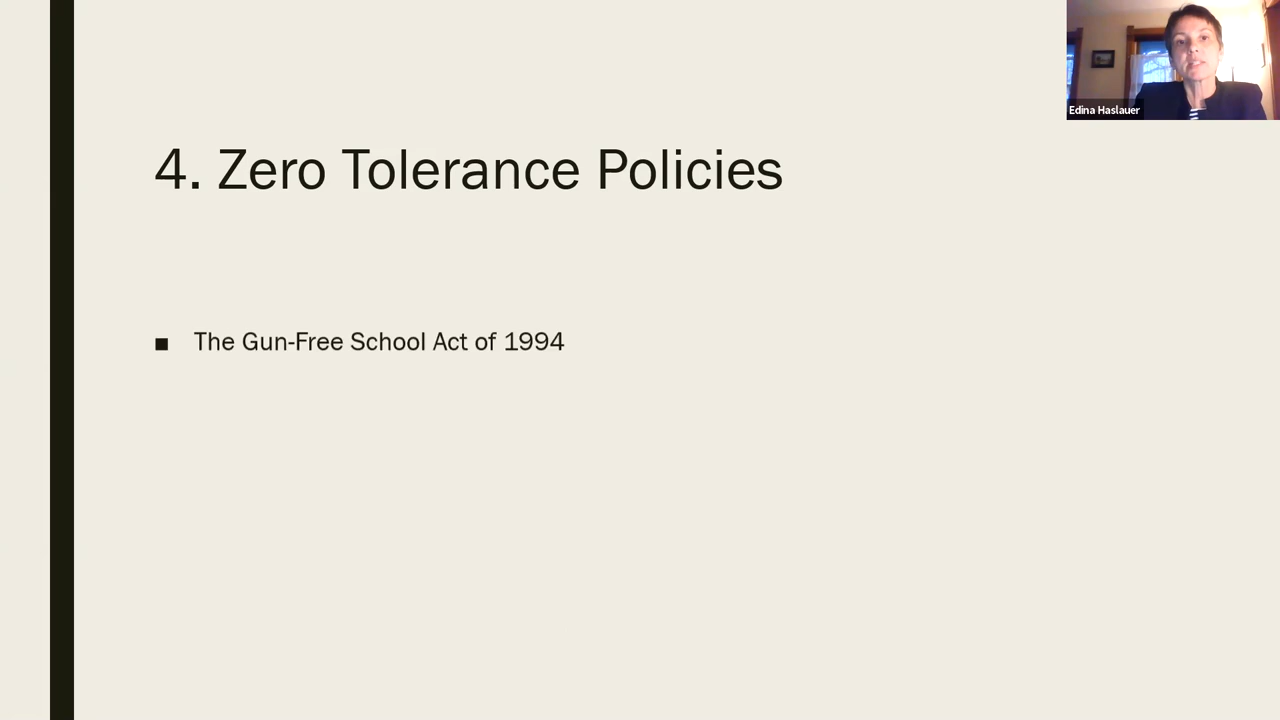 Edina Haslauer
4. Zero Tolerance Policies
■ The Gun-Free School Act of 1994